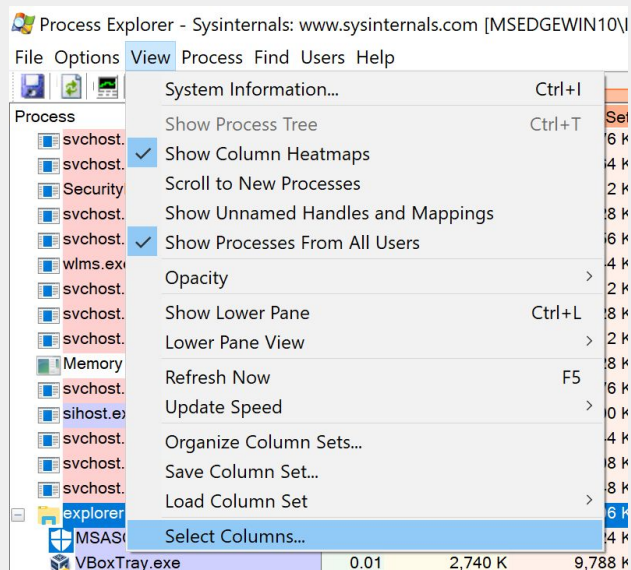 Process Explorer - Sysinternals: www.sysinternals.com [MSEDGEWIN10\I
File Options View Process Find Users Help
System Information... Ctrl+I
Process
Show Process Tree Ctrl+T
svchost.
Show Column Heatmaps
svchost.
Scroll to New Processes
Security
Show Unnamed Handles and Mappings
svchost.
Show Processes From All Users
svchost.
wlms.exe
Opacity
svchost.
Show Lower Pane Ctrl+L
svchost.
Lower Pane View
svchost.
Memory
Refresh Now F5
svchost.
Update Speed
sihost.ex
Organize Column Sets...
svchost.
Save Column Set...
svchost.
Load Column Set
svchost.
explorer
Select Columns...
MSAS
VBoxTray.exe 0.01 2,740 K 9,788 K